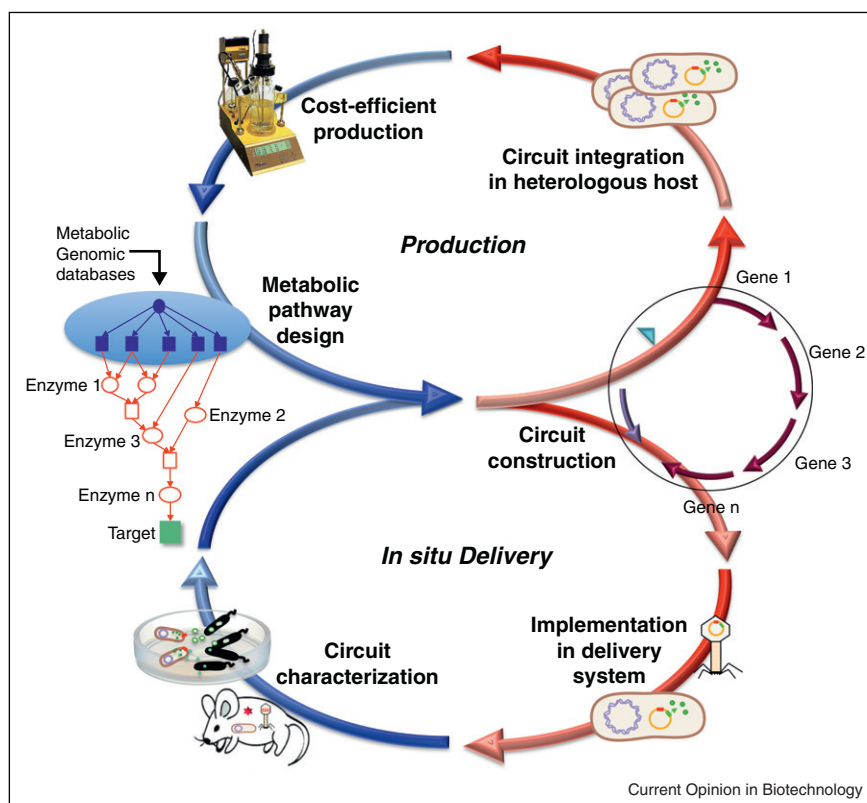 Cost-efficient
production
Circuit integration
in heterologous host
Production
Metabolic
Genomic
databases
Metabolic
pathway
design
Gene 1
Gene 2
Gene 3
Gene n
Enzyme 1
Enzyme 2
Enzyme 3
Enzyme n
Target
Circuit
construction
In situ Delivery
Implementation
in delivery
system
Circuit
characterization
Current Opinion in Biotechnology